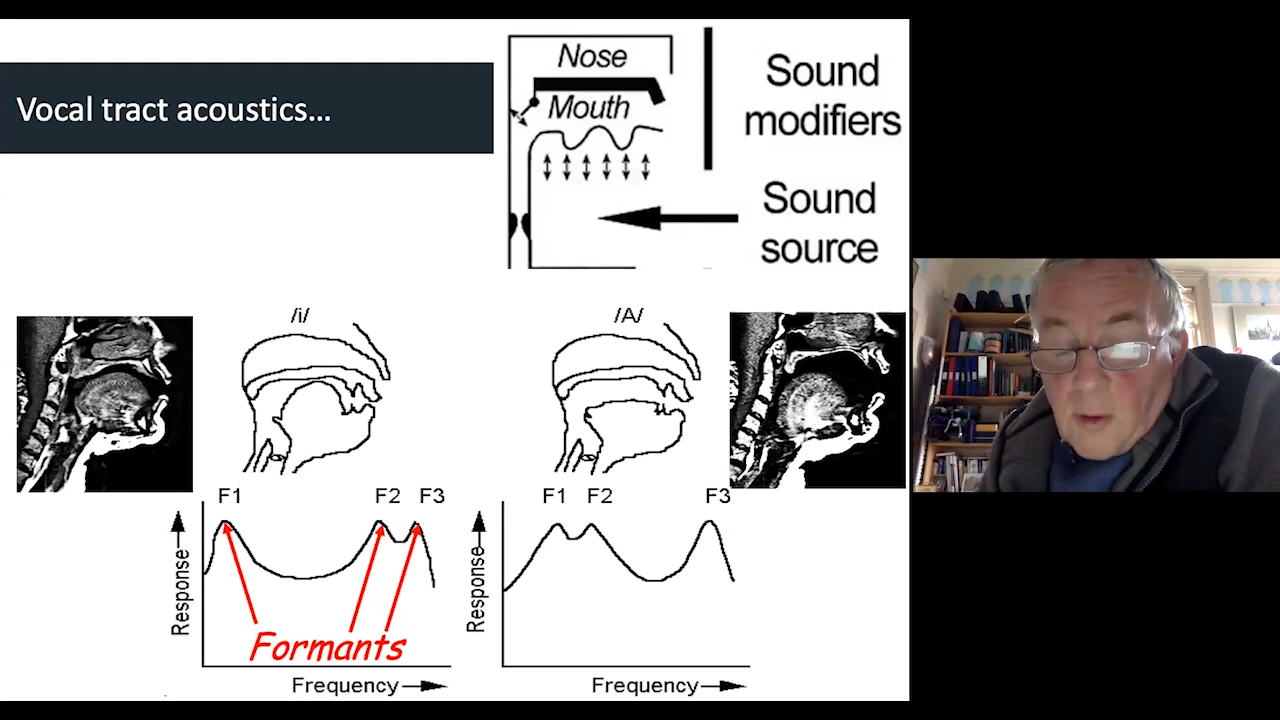 Vocal tract acoustics...
Nose
Mouth
Sound
modifiers
Sound
source
/i/
/A/
F1 F2 F3
F1 F2 F3
Response
Formants
Frequency
Response
Frequency